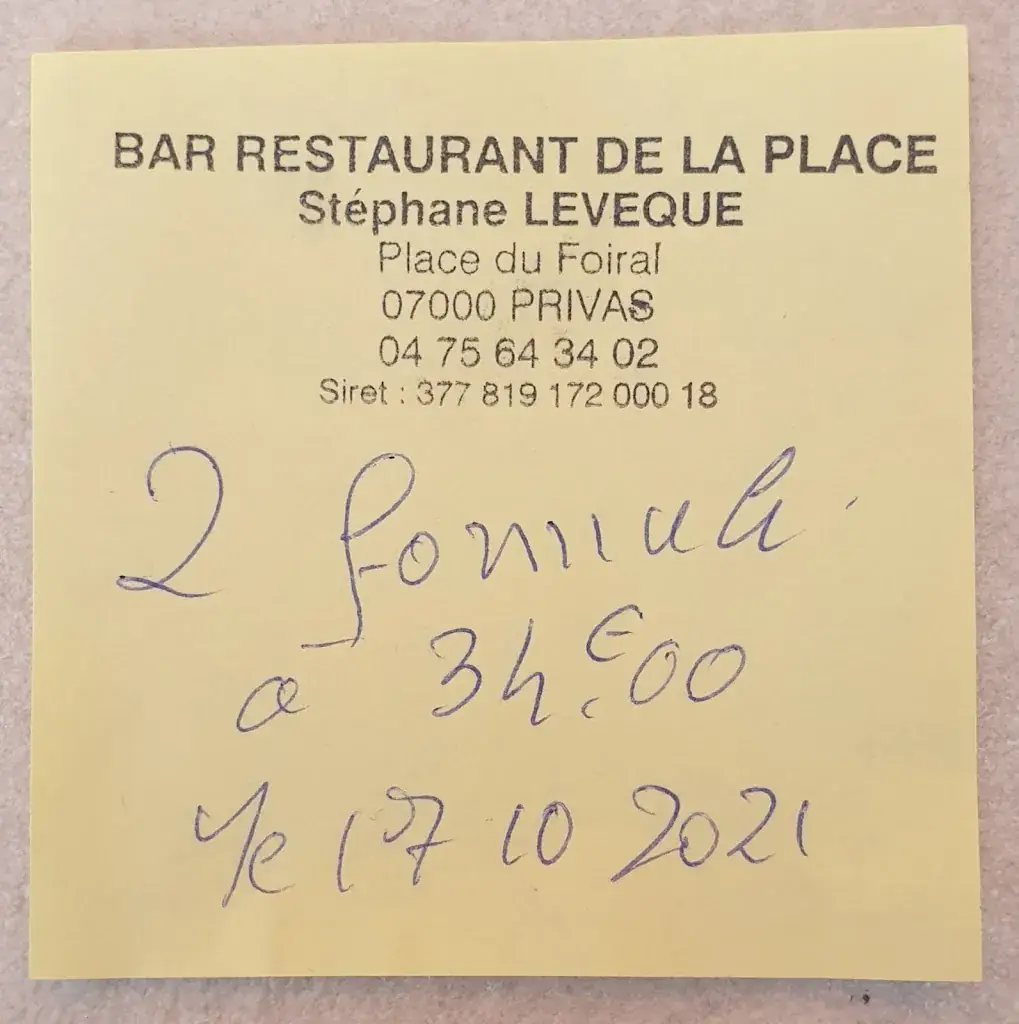 BAR RESTAURANT DE LA PLACE
Stéphane LEVEQUE
Place du Foiral
07000 PRIVAS
04 75 64 34 02
Siret : 377 819 172 000 18
2 formule
à 34,€00
le 17 10 2021